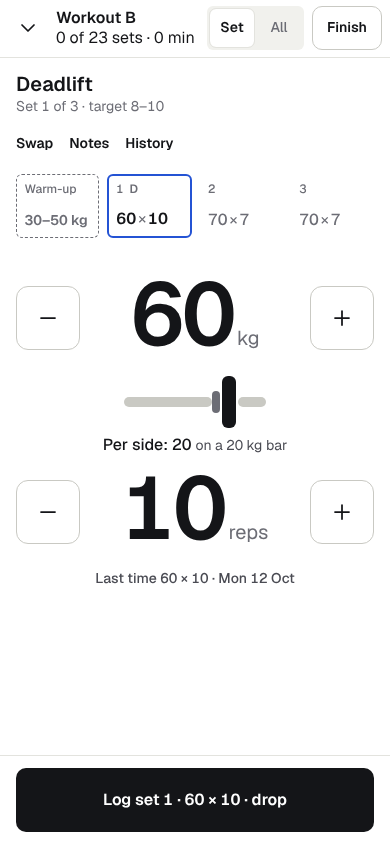 Workout B
0 of 23 sets · 0 min
Set
All
Finish
Deadlift
Set 1 of 3 · target 8–10
Swap
Notes
History
Warm-up
30–50 kg
1 D
60×10
2
70×7
3
70×7
60 kg
Per side: 20 on a 20 kg bar
10 reps
Last time 60 × 10 · Mon 12 Oct
Log set 1 · 60 × 10 · drop